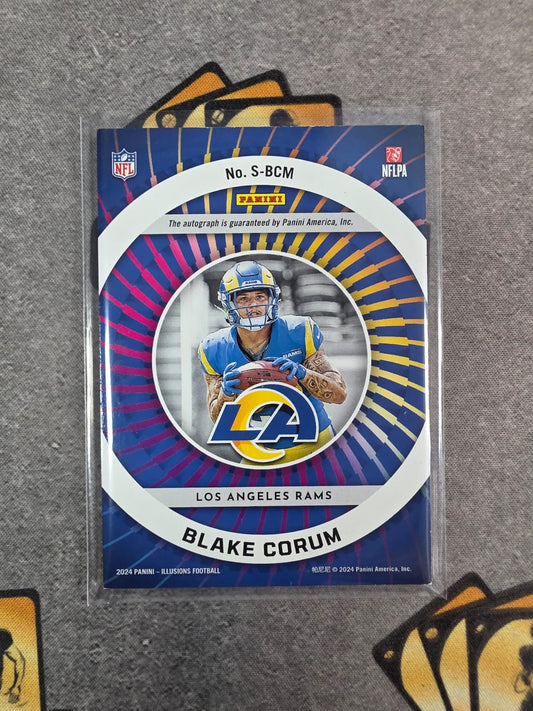 NFL
No. S-BCM
NFLPA
PANINI
The autograph is guaranteed by Panini America, Inc.
RAMS
LA
LOS ANGELES RAMS
BLAKE CORUM
2024 PANINI – ILLUSIONS FOOTBALL
帕尼尼 © 2024 Panini America, Inc.